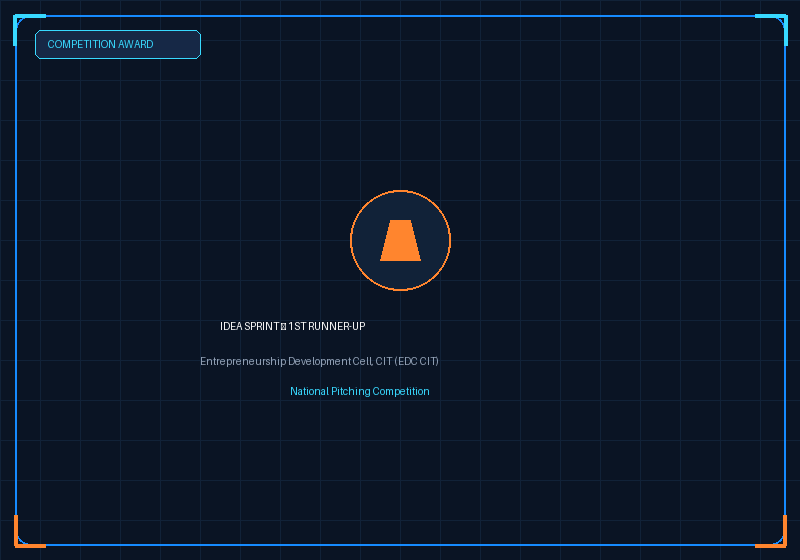 COMPETITION AWARD
IDEA SPRINT 1ST RUNNER-UP
Entrepreneurship Development Cell, CIT (EDC CIT)
National Pitching Competition